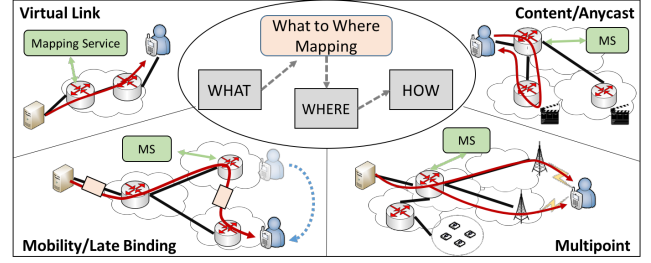 Virtual Link
Mapping Service
What to Where
Mapping
WHAT
WHERE
HOW
Content/Anycast
MS
MS
Mobility/Late Binding
MS
Multipoint